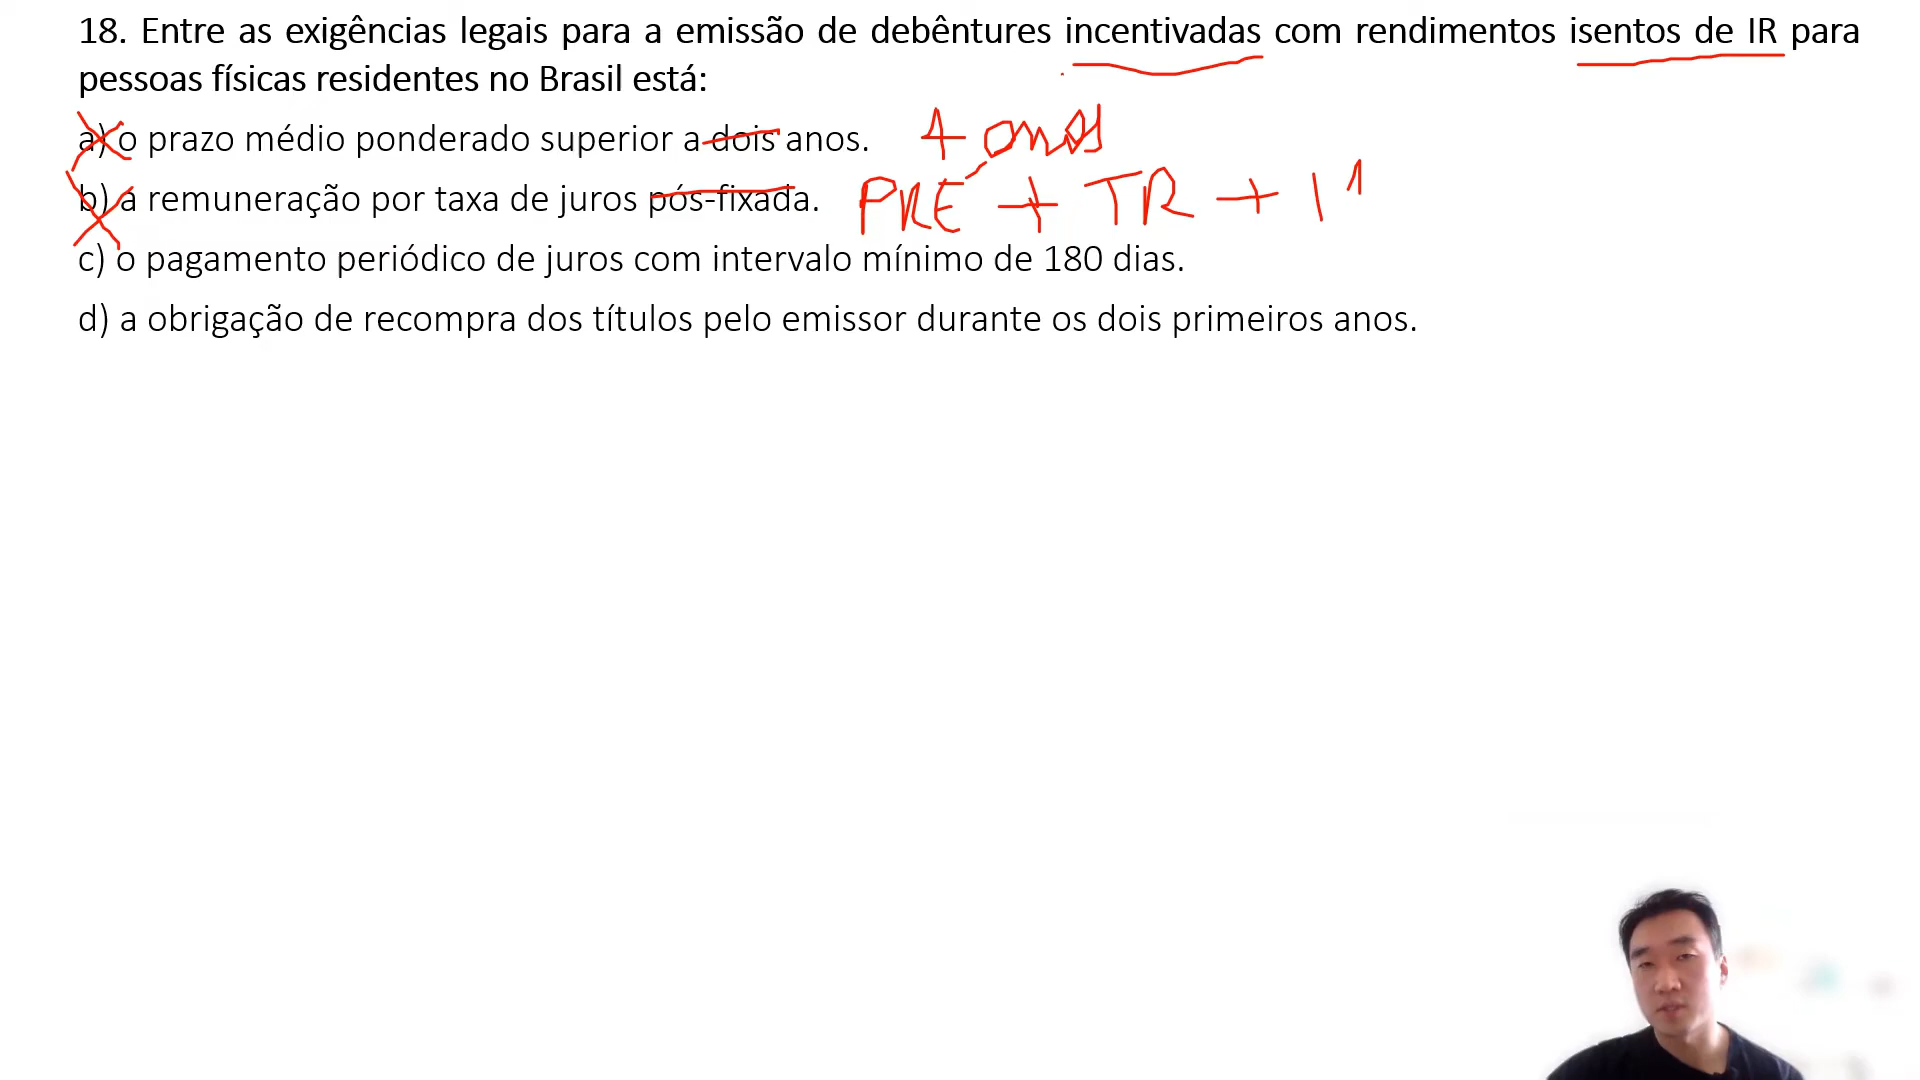 18. Entre as exigências legais para a emissão de debêntures incentivadas com rendimentos isentos de IR para
pessoas físicas residentes no Brasil está:
a) o prazo médio ponderado superior a dois anos. 4 anos
b) a remuneração por taxa de juros pós-fixada. PRÉ + TR + I
c) o pagamento periódico de juros com intervalo mínimo de 180 dias.
d) a obrigação de recompra dos títulos pelo emissor durante os dois primeiros anos.